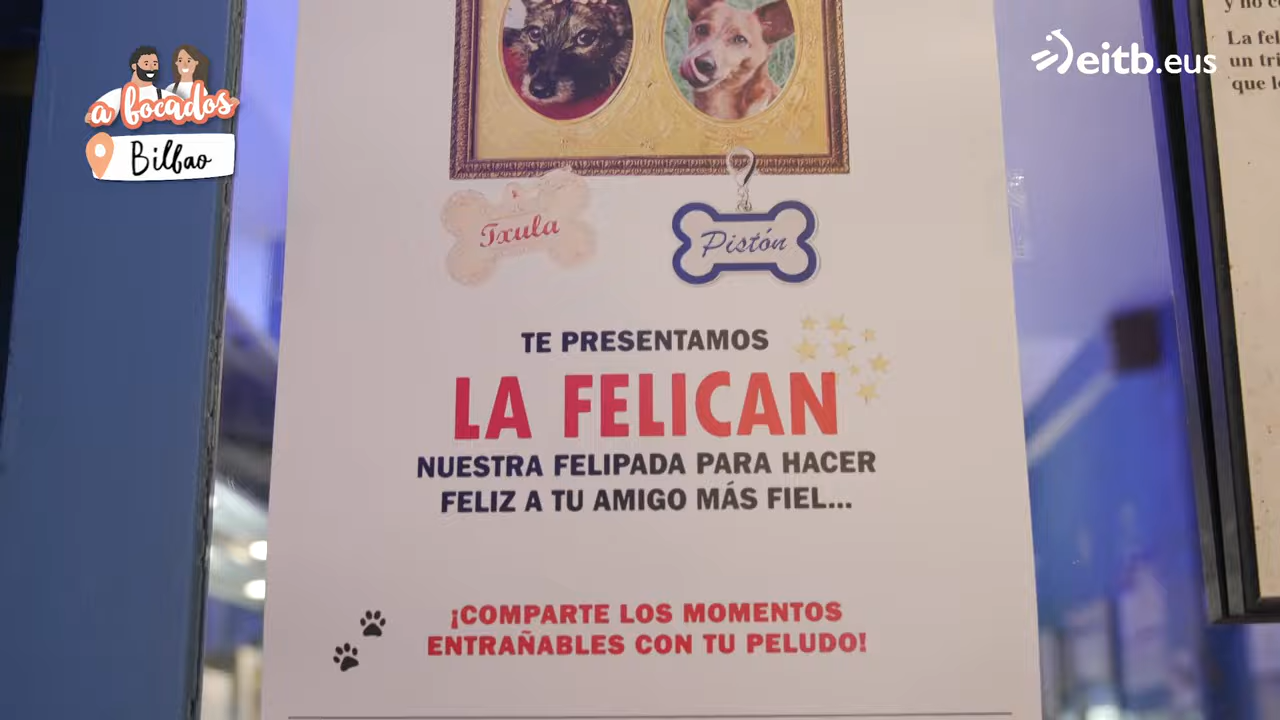 a bocados
Bilbao
eitb.eus
Txula
Pistón
TE PRESENTAMOS
LA FELICAN
NUESTRA FELIPADA PARA HACER
FELIZ A TU AMIGO MÁS FIEL...
¡COMPARTE LOS MOMENTOS
ENTRAÑABLES CON TU PELUDO!
La fel
un tri
que l